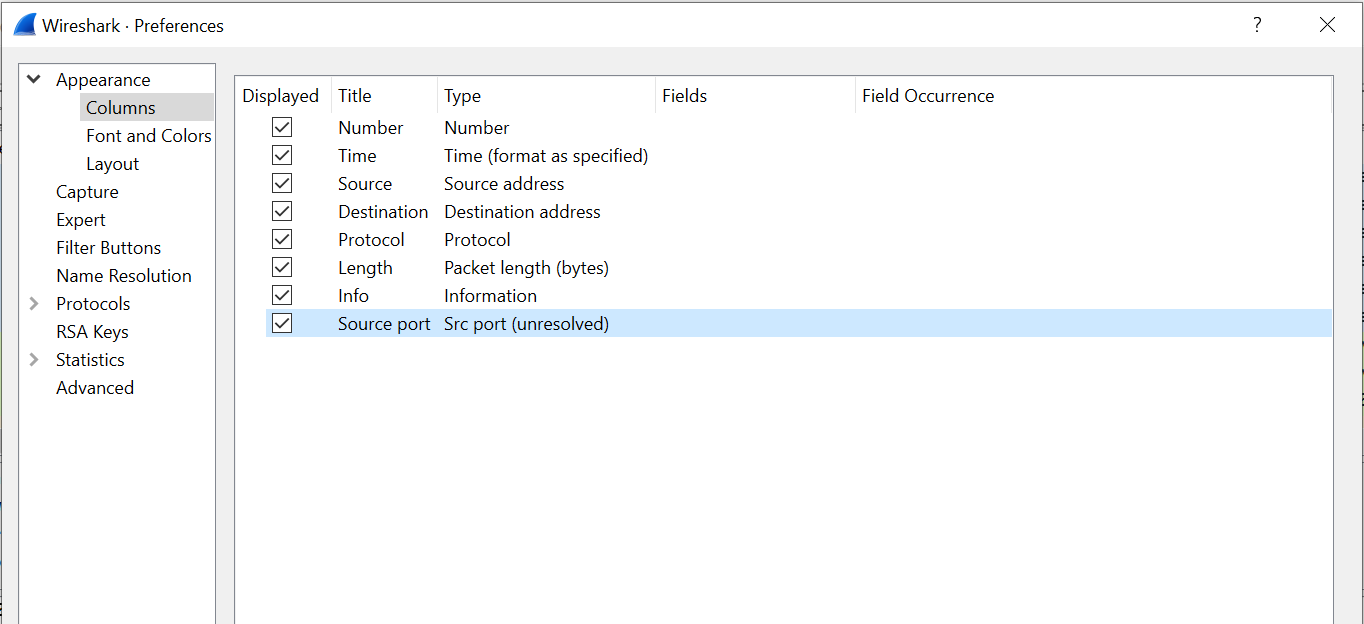 Wireshark · Preferences
Appearance
Columns
Font and Colors
Layout
Capture
Expert
Filter Buttons
Name Resolution
Protocols
RSA Keys
Statistics
Advanced
Displayed Title Type Fields Field Occurrence
Number Number
Time Time (format as specified)
Source Source address
Destination Destination address
Protocol Protocol
Length Packet length (bytes)
Info Information
Source port Src port (unresolved)